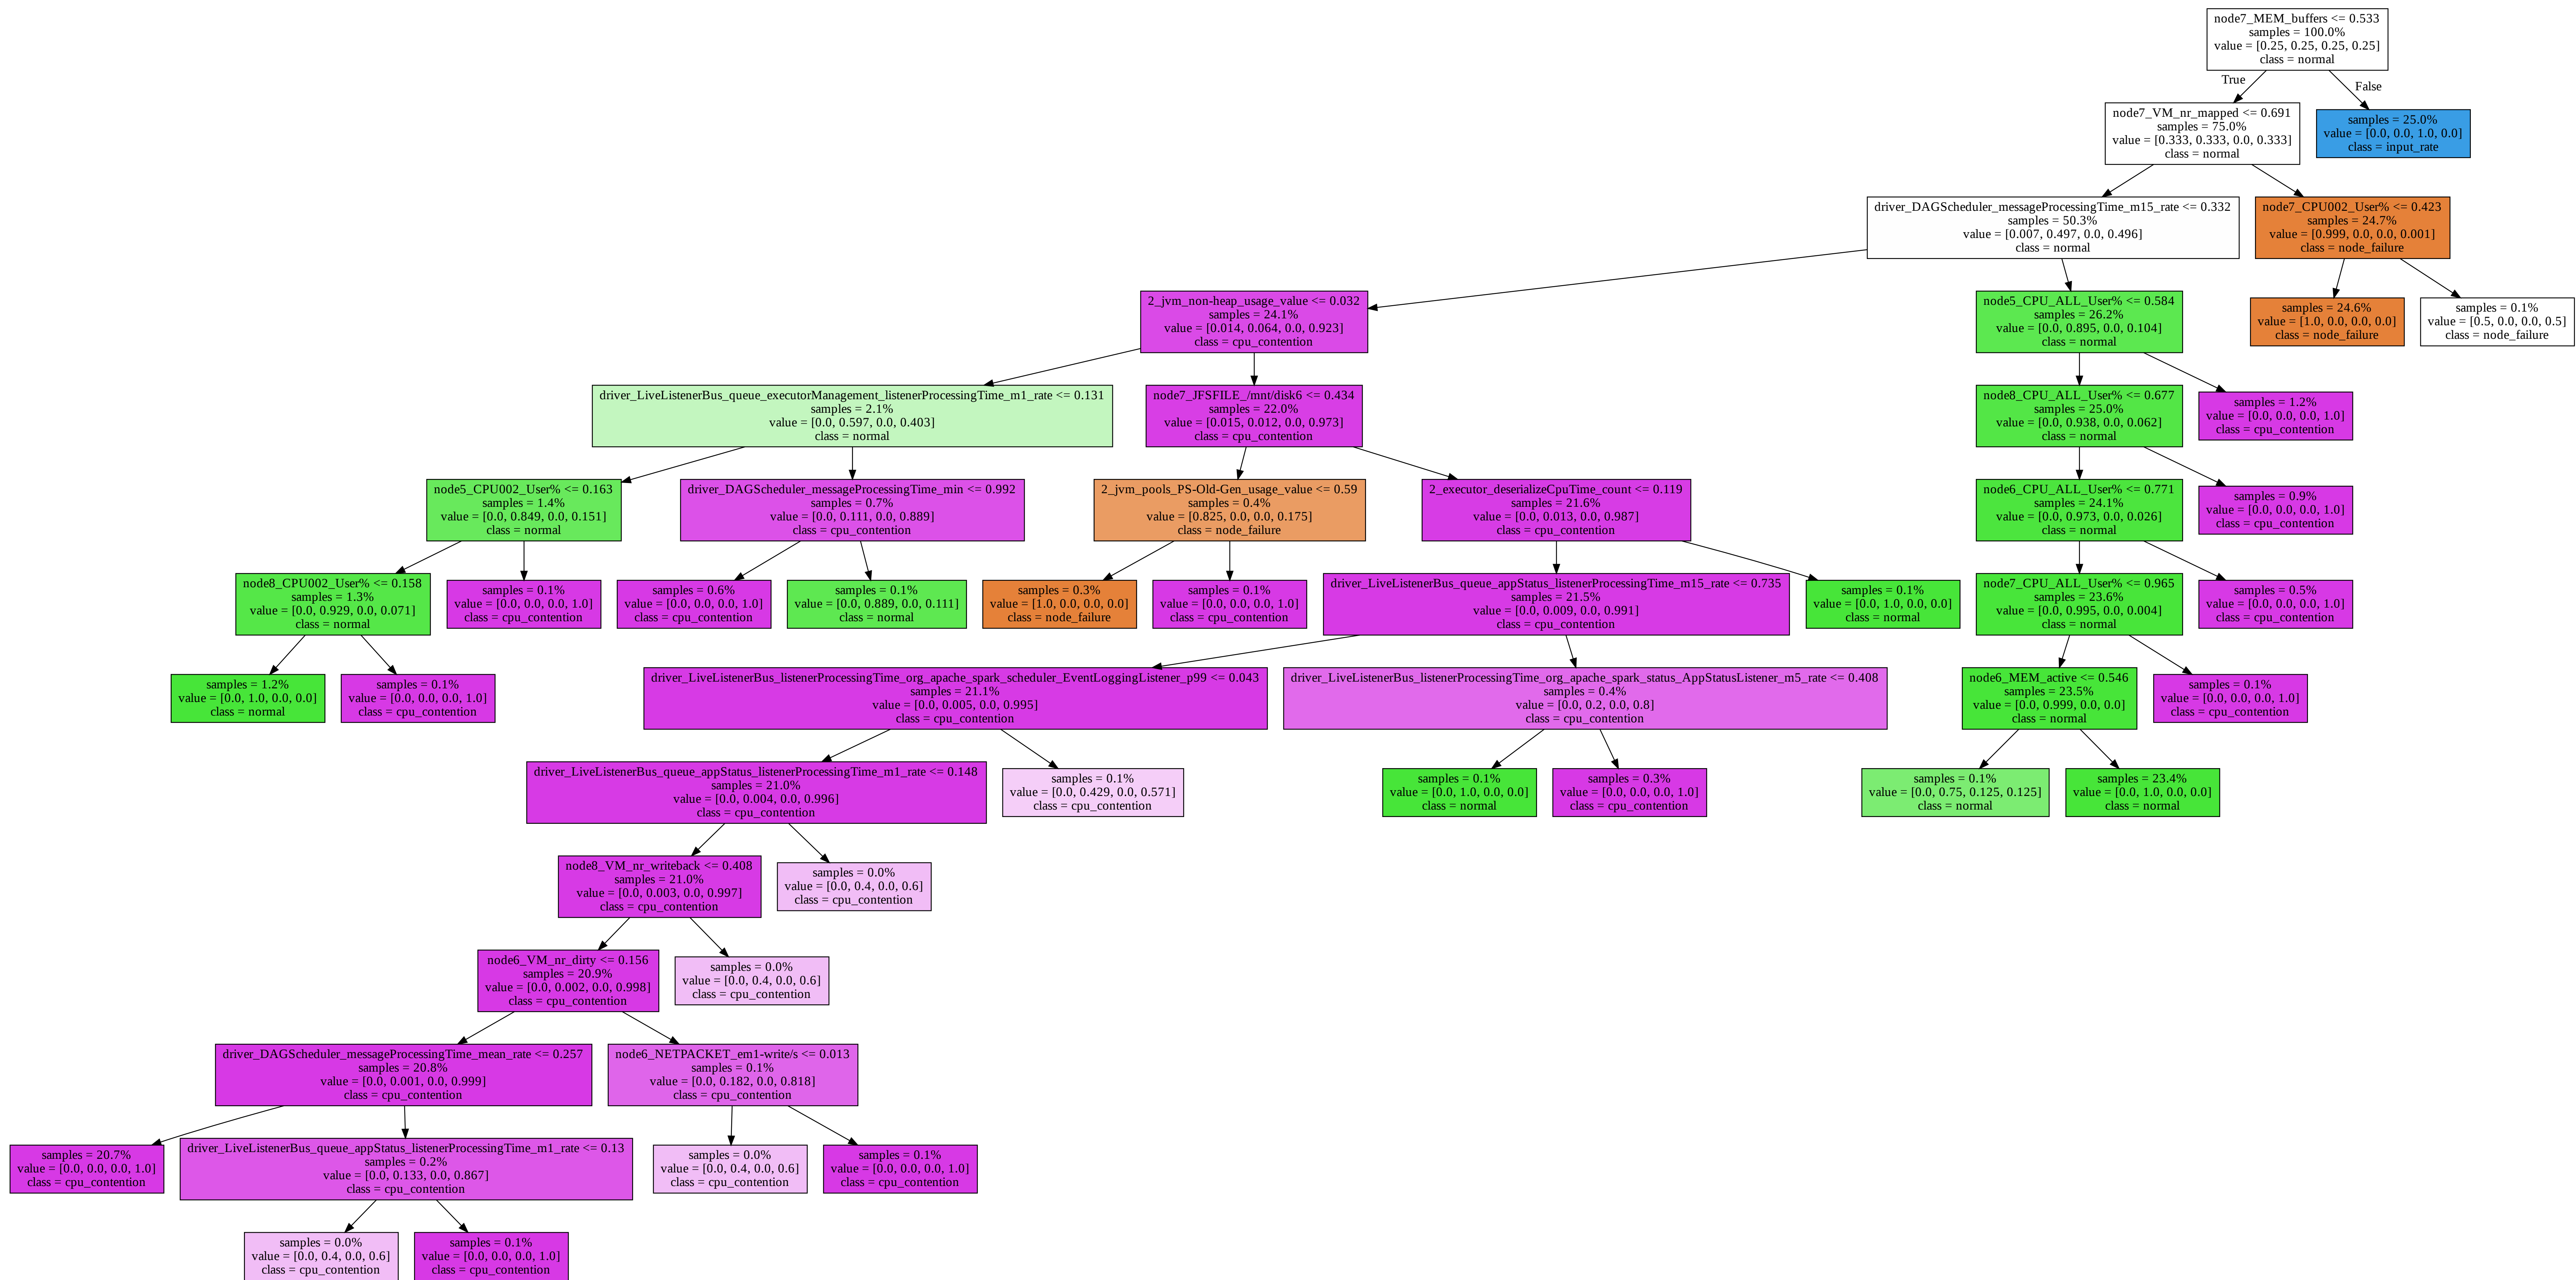 node7_MEM_buffers <= 0.533
samples = 100.0%
value = [0.25, 0.25, 0.25, 0.25]
class = normal
True
False
node7_VM_nr_mapped <= 0.691
samples = 75.0%
value = [0.333, 0.333, 0.0, 0.333]
class = normal
samples = 25.0%
value = [0.0, 0.0, 1.0, 0.0]
class = input_rate
driver_DAGScheduler_messageProcessingTime_m15_rate <= 0.332
samples = 50.3%
value = [0.007, 0.497, 0.0, 0.496]
class = normal
node7_CPU002_User% <= 0.423
samples = 24.7%
value = [0.999, 0.0, 0.0, 0.001]
class = node_failure
2_jvm_non-heap_usage_value <= 0.032
samples = 24.1%
value = [0.014, 0.064, 0.0, 0.923]
class = cpu_contention
node5_CPU_ALL_User% <= 0.584
samples = 26.2%
value = [0.0, 0.895, 0.0, 0.104]
class = normal
samples = 24.6%
value = [1.0, 0.0, 0.0, 0.0]
class = node_failure
samples = 0.1%
value = [0.5, 0.0, 0.0, 0.5]
class = node_failure
driver_LiveListenerBus_queue_executorManagement_listenerProcessingTime_m1_rate <= 0.131
samples = 2.1%
value = [0.0, 0.597, 0.0, 0.403]
class = normal
node7_JFSFILE_/mnt/disk6 <= 0.434
samples = 22.0%
value = [0.015, 0.012, 0.0, 0.973]
class = cpu_contention
node8_CPU_ALL_User% <= 0.677
samples = 25.0%
value = [0.0, 0.938, 0.0, 0.062]
class = normal
samples = 1.2%
value = [0.0, 0.0, 0.0, 1.0]
class = cpu_contention
node5_CPU002_User% <= 0.163
samples = 1.4%
value = [0.0, 0.849, 0.0, 0.151]
class = normal
driver_DAGScheduler_messageProcessingTime_min <= 0.992
samples = 0.7%
value = [0.0, 0.111, 0.0, 0.889]
class = cpu_contention
2_jvm_pools_PS-Old-Gen_usage_value <= 0.59
samples = 0.4%
value = [0.825, 0.0, 0.0, 0.175]
class = node_failure
2_executor_deserializeCpuTime_count <= 0.119
samples = 21.6%
value = [0.0, 0.013, 0.0, 0.987]
class = cpu_contention
node6_CPU_ALL_User% <= 0.771
samples = 24.1%
value = [0.0, 0.973, 0.0, 0.026]
class = normal
samples = 0.9%
value = [0.0, 0.0, 0.0, 1.0]
class = cpu_contention
node8_CPU002_User% <= 0.158
samples = 1.3%
value = [0.0, 0.929, 0.0, 0.071]
class = normal
samples = 0.1%
value = [0.0, 0.0, 0.0, 1.0]
class = cpu_contention
samples = 0.6%
value = [0.0, 0.0, 0.0, 1.0]
class = cpu_contention
samples = 0.1%
value = [0.0, 0.889, 0.0, 0.111]
class = normal
samples = 0.3%
value = [1.0, 0.0, 0.0, 0.0]
class = node_failure
samples = 0.1%
value = [0.0, 0.0, 0.0, 1.0]
class = cpu_contention
driver_LiveListenerBus_queue_appStatus_listenerProcessingTime_m15_rate <= 0.735
samples = 21.5%
value = [0.0, 0.009, 0.0, 0.991]
class = cpu_contention
samples = 0.1%
value = [0.0, 1.0, 0.0, 0.0]
class = normal
node7_CPU_ALL_User% <= 0.965
samples = 23.6%
value = [0.0, 0.995, 0.0, 0.004]
class = normal
samples = 0.5%
value = [0.0, 0.0, 0.0, 1.0]
class = cpu_contention
samples = 1.2%
value = [0.0, 1.0, 0.0, 0.0]
class = normal
samples = 0.1%
value = [0.0, 0.0, 0.0, 1.0]
class = cpu_contention
driver_LiveListenerBus_listenerProcessingTime_org_apache_spark_scheduler_EventLoggingListener_p99 <= 0.043
samples = 21.1%
value = [0.0, 0.005, 0.0, 0.995]
class = cpu_contention
driver_LiveListenerBus_listenerProcessingTime_org_apache_spark_status_AppStatusListener_m5_rate <= 0.408
samples = 0.4%
value = [0.0, 0.2, 0.0, 0.8]
class = cpu_contention
node6_MEM_active <= 0.546
samples = 23.5%
value = [0.0, 0.999, 0.0, 0.0]
class = normal
samples = 0.1%
value = [0.0, 0.0, 0.0, 1.0]
class = cpu_contention
driver_LiveListenerBus_queue_appStatus_listenerProcessingTime_m1_rate <= 0.148
samples = 21.0%
value = [0.0, 0.004, 0.0, 0.996]
class = cpu_contention
samples = 0.1%
value = [0.0, 0.429, 0.0, 0.571]
class = cpu_contention
samples = 0.1%
value = [0.0, 1.0, 0.0, 0.0]
class = normal
samples = 0.3%
value = [0.0, 0.0, 0.0, 1.0]
class = cpu_contention
samples = 0.1%
value = [0.0, 0.75, 0.125, 0.125]
class = normal
samples = 23.4%
value = [0.0, 1.0, 0.0, 0.0]
class = normal
node8_VM_nr_writeback <= 0.408
samples = 21.0%
value = [0.0, 0.003, 0.0, 0.997]
class = cpu_contention
samples = 0.0%
value = [0.0, 0.4, 0.0, 0.6]
class = cpu_contention
node6_VM_nr_dirty <= 0.156
samples = 20.9%
value = [0.0, 0.002, 0.0, 0.998]
class = cpu_contention
samples = 0.0%
value = [0.0, 0.4, 0.0, 0.6]
class = cpu_contention
driver_DAGScheduler_messageProcessingTime_mean_rate <= 0.257
samples = 20.8%
value = [0.0, 0.001, 0.0, 0.999]
class = cpu_contention
node6_NETPACKET_em1-write/s <= 0.013
samples = 0.1%
value = [0.0, 0.182, 0.0, 0.818]
class = cpu_contention
samples = 20.7%
value = [0.0, 0.0, 0.0, 1.0]
class = cpu_contention
driver_LiveListenerBus_queue_appStatus_listenerProcessingTime_m1_rate <= 0.13
samples = 0.2%
value = [0.0, 0.133, 0.0, 0.867]
class = cpu_contention
samples = 0.0%
value = [0.0, 0.4, 0.0, 0.6]
class = cpu_contention
samples = 0.1%
value = [0.0, 0.0, 0.0, 1.0]
class = cpu_contention
samples = 0.0%
value = [0.0, 0.4, 0.0, 0.6]
class = cpu_contention
samples = 0.1%
value = [0.0, 0.0, 0.0, 1.0]
class = cpu_contention